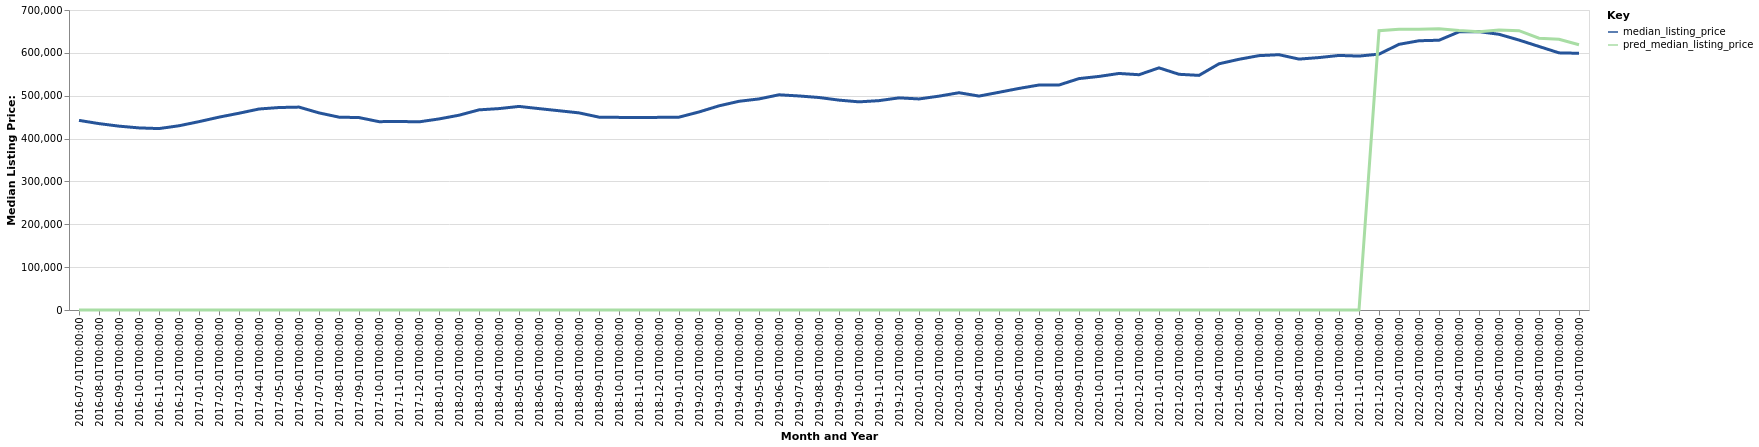 Median Listing Price:
700,000
600,000
500,000
400,000
300,000
200,000
100,000
0
2016-07-01T00:00:00
2016-08-01T00:00:00
2016-09-01T00:00:00
2016-10-01T00:00:00
2016-11-01T00:00:00
2016-12-01T00:00:00
2017-01-01T00:00:00
2017-02-01T00:00:00
2017-03-01T00:00:00
2017-04-01T00:00:00
2017-05-01T00:00:00
2017-06-01T00:00:00
2017-07-01T00:00:00
2017-08-01T00:00:00
2017-09-01T00:00:00
2017-10-01T00:00:00
2017-11-01T00:00:00
2017-12-01T00:00:00
2018-01-01T00:00:00
2018-02-01T00:00:00
2018-03-01T00:00:00
2018-04-01T00:00:00
2018-05-01T00:00:00
2018-06-01T00:00:00
2018-07-01T00:00:00
2018-08-01T00:00:00
2018-09-01T00:00:00
2018-10-01T00:00:00
2018-11-01T00:00:00
2018-12-01T00:00:00
2019-01-01T00:00:00
2019-02-01T00:00:00
2019-03-01T00:00:00
2019-04-01T00:00:00
2019-05-01T00:00:00
2019-06-01T00:00:00
2019-07-01T00:00:00
2019-08-01T00:00:00
2019-09-01T00:00:00
2019-10-01T00:00:00
2019-11-01T00:00:00
2019-12-01T00:00:00
2020-01-01T00:00:00
2020-02-01T00:00:00
2020-03-01T00:00:00
2020-04-01T00:00:00
2020-05-01T00:00:00
2020-06-01T00:00:00
2020-07-01T00:00:00
2020-08-01T00:00:00
2020-09-01T00:00:00
2020-10-01T00:00:00
2020-11-01T00:00:00
2020-12-01T00:00:00
2021-01-01T00:00:00
2021-02-01T00:00:00
2021-03-01T00:00:00
2021-04-01T00:00:00
2021-05-01T00:00:00
2021-06-01T00:00:00
2021-07-01T00:00:00
2021-08-01T00:00:00
2021-09-01T00:00:00
2021-10-01T00:00:00
2021-11-01T00:00:00
2021-12-01T00:00:00
2022-01-01T00:00:00
2022-02-01T00:00:00
2022-03-01T00:00:00
2022-04-01T00:00:00
2022-05-01T00:00:00
2022-06-01T00:00:00
2022-07-01T00:00:00
2022-08-01T00:00:00
2022-09-01T00:00:00
2022-10-01T00:00:00
Month and Year
Key
median_listing_price
pred_median_listing_price